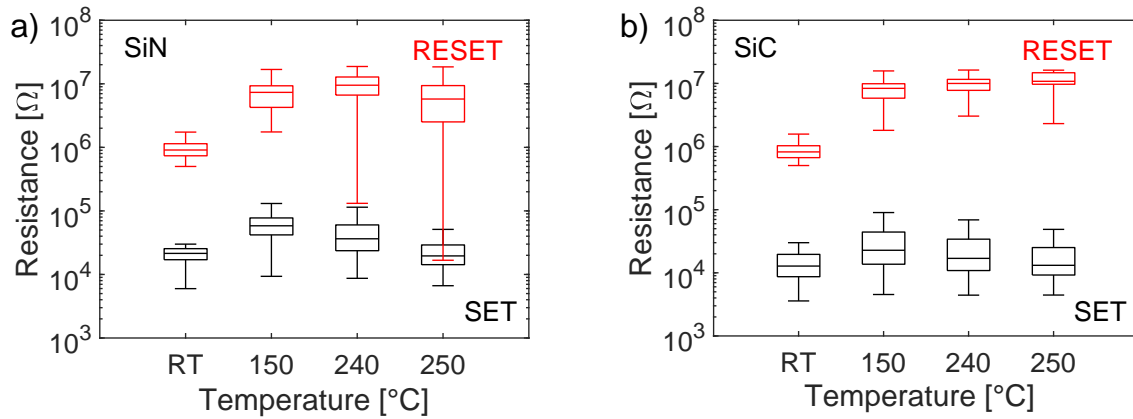 a)
SiN
RESET
SET
10^8
10^7
10^6
10^5
10^4
10^3
Resistance [Ω]
RT 150 240 250
Temperature [°C]
b)
SiC
RESET
SET
10^8
10^7
10^6
10^5
10^4
10^3
Resistance [Ω]
RT 150 240 250
Temperature [°C]